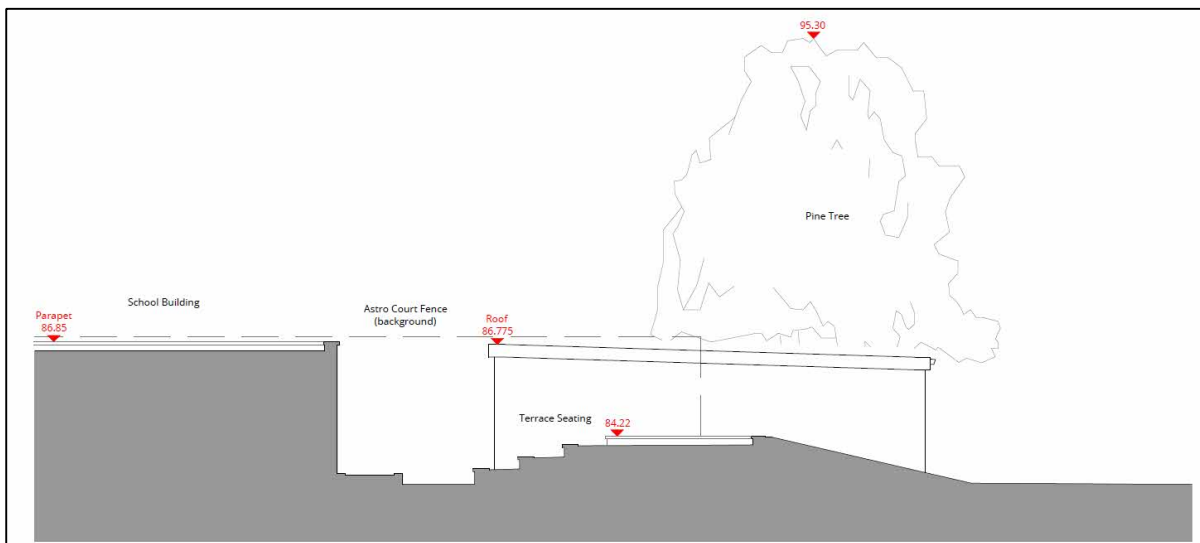 95.30
Pine Tree
School Building
Astro Court Fence
(background)
Parapet
86.85
Roof
86.775
Terrace Seating
84.22